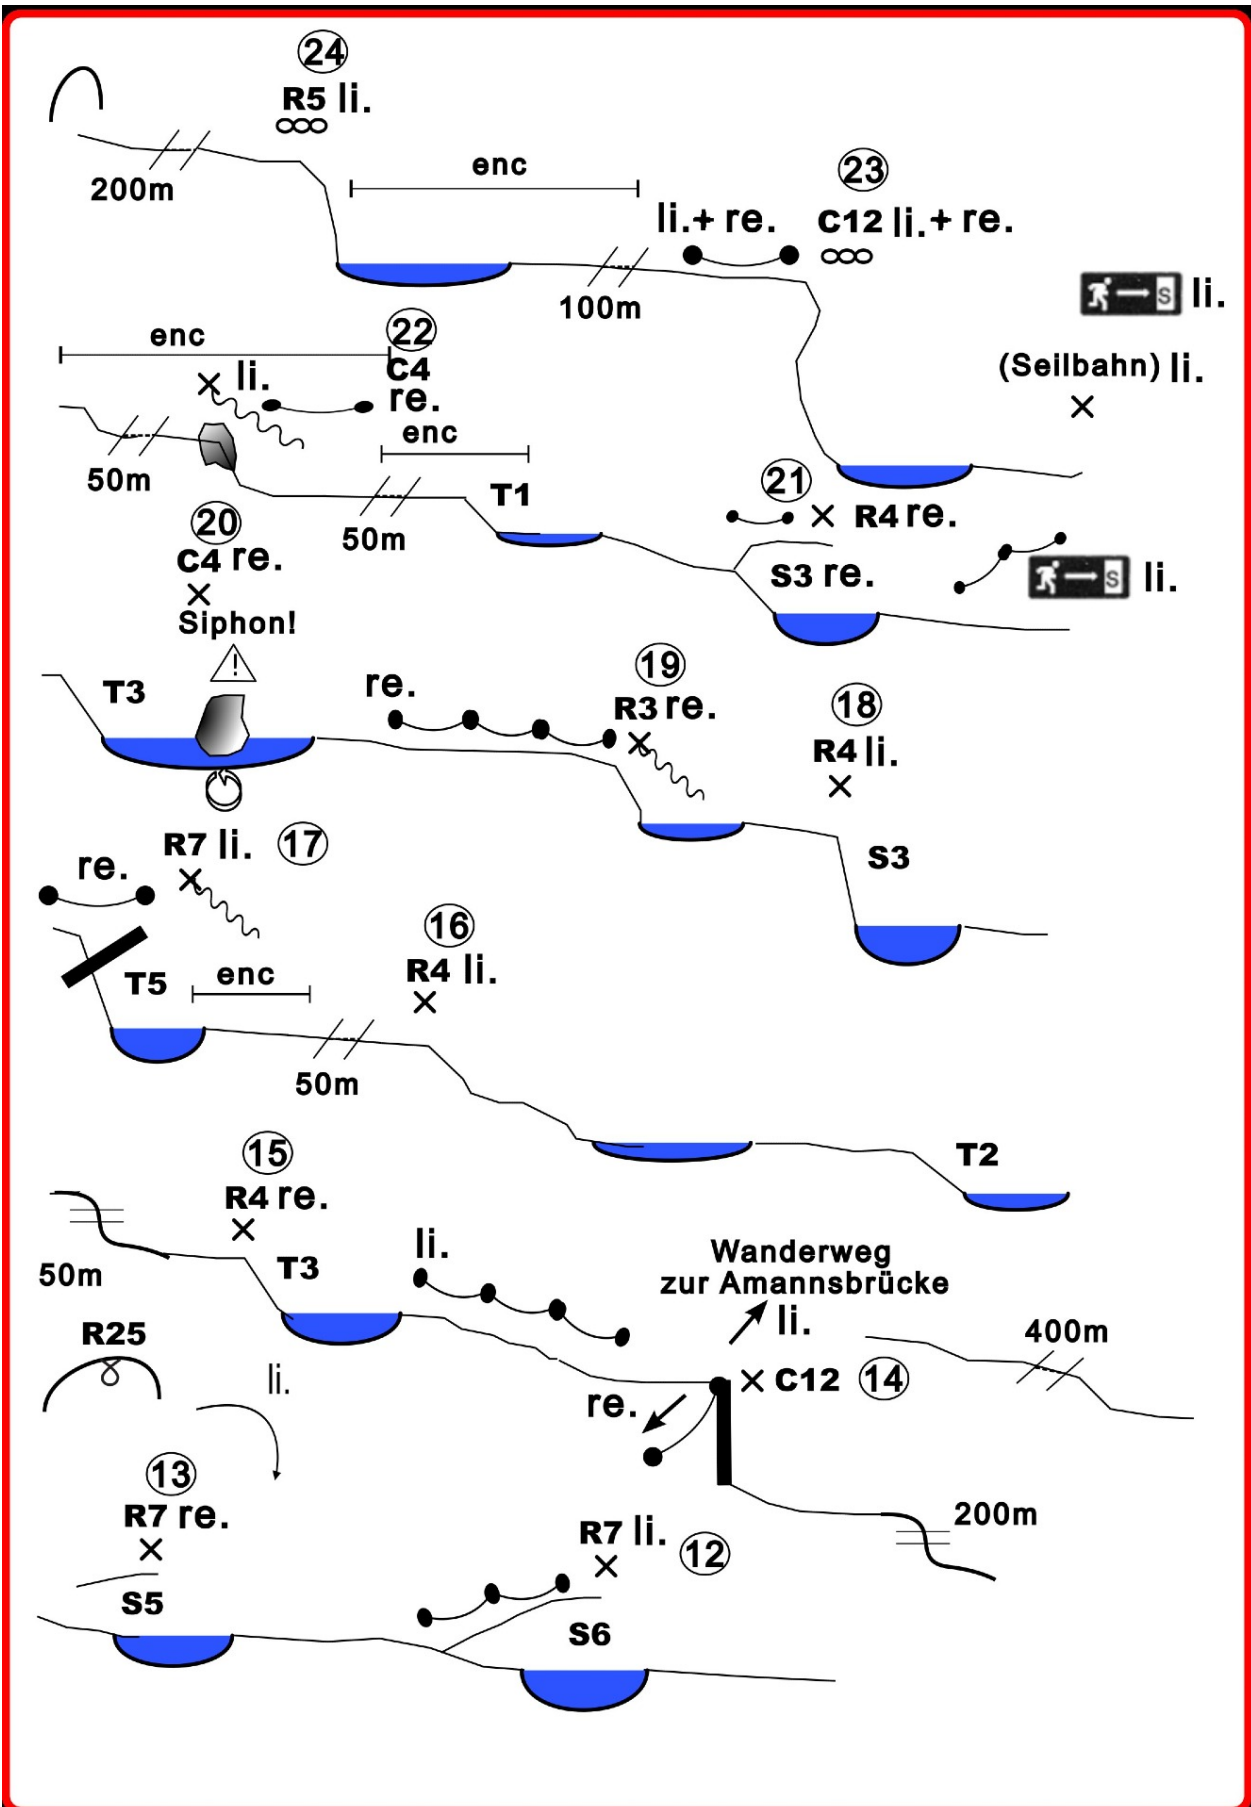 24
R5 li.
200m
enc
li.+ re.
23
C12 li.+ re.
100m
S li.
(Seilbahn) li.
enc
22
C4
re.
li.
enc
50m
50m
T1
21
R4 re.
S3 re.
S li.
20
C4 re.
Siphon!
!
T3
re.
19
R3 re.
18
R4 li.
S3
R7 li. 17
re.
T5
enc
50m
16
R4 li.
T2
15
R4 re.
50m
T3
li.
Wanderweg
zur Amannsbrücke
li.
400m
C12 14
re.
200m
R25
li.
13
R7 re.
S5
R7 li. 12
S6